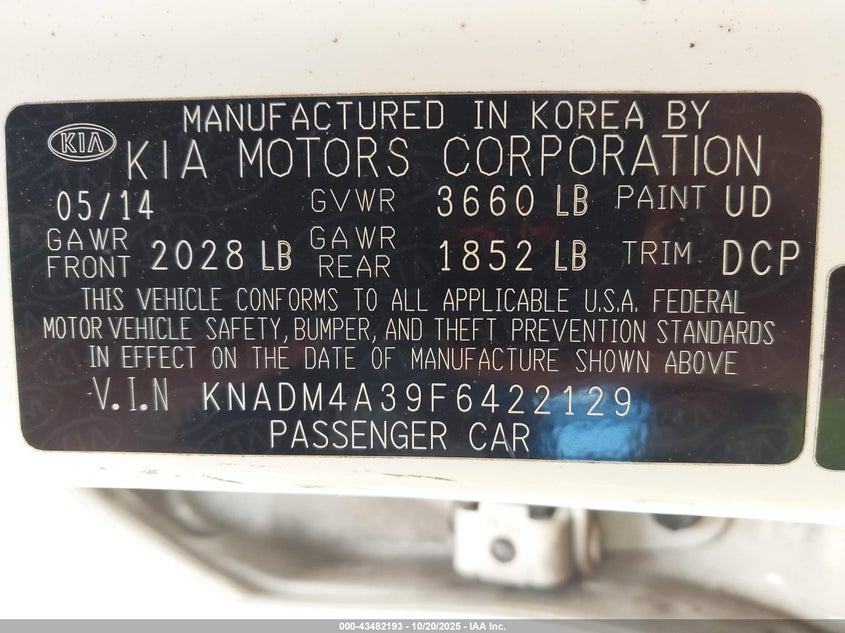 MANUFACTURED IN KOREA BY
KIA
KIA MOTORS CORPORATION
05/14 GVWR 3660 LB PAINT UD
GAWR FRONT 2028 LB GAWR REAR 1852 LB TRIM DCP
THIS VEHICLE CONFORMS TO ALL APPLICABLE U.S.A. FEDERAL
MOTOR VEHICLE SAFETY, BUMPER, AND THEFT PREVENTION STANDARDS
IN EFFECT ON THE DATE OF MANUFACTURE SHOWN ABOVE
V.I.N KNADM4A39F6422129
PASSENGER CAR
000-43482193 - 10/20/2025 - IAA Inc.